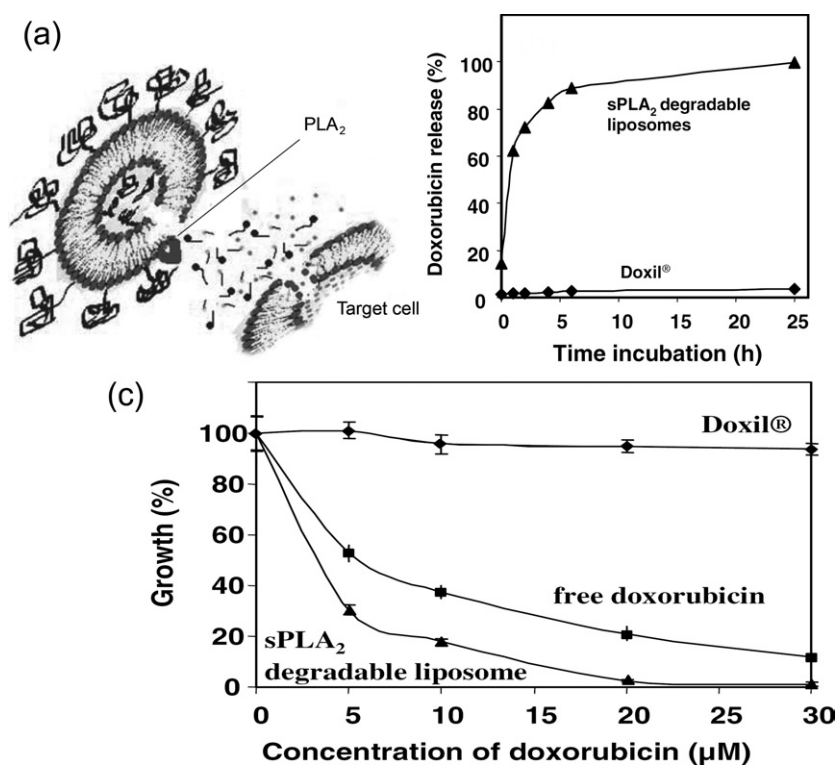 (a)
PLA₂
Target cell
Doxorubicin release (%)
100
80
60
40
20
0
sPLA₂ degradable
liposomes
Doxil®
0 5 10 15 20 25
Time incubation (h)
(c)
Growth (%)
100
80
60
40
20
0
Doxil®
free doxorubicin
sPLA₂
degradable liposome
0 5 10 20 30
Concentration of doxorubicin (µM)